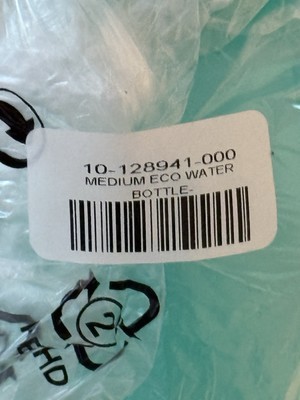 10-128941-000
MEDIUM ECO WATER
BOTTLE-
2